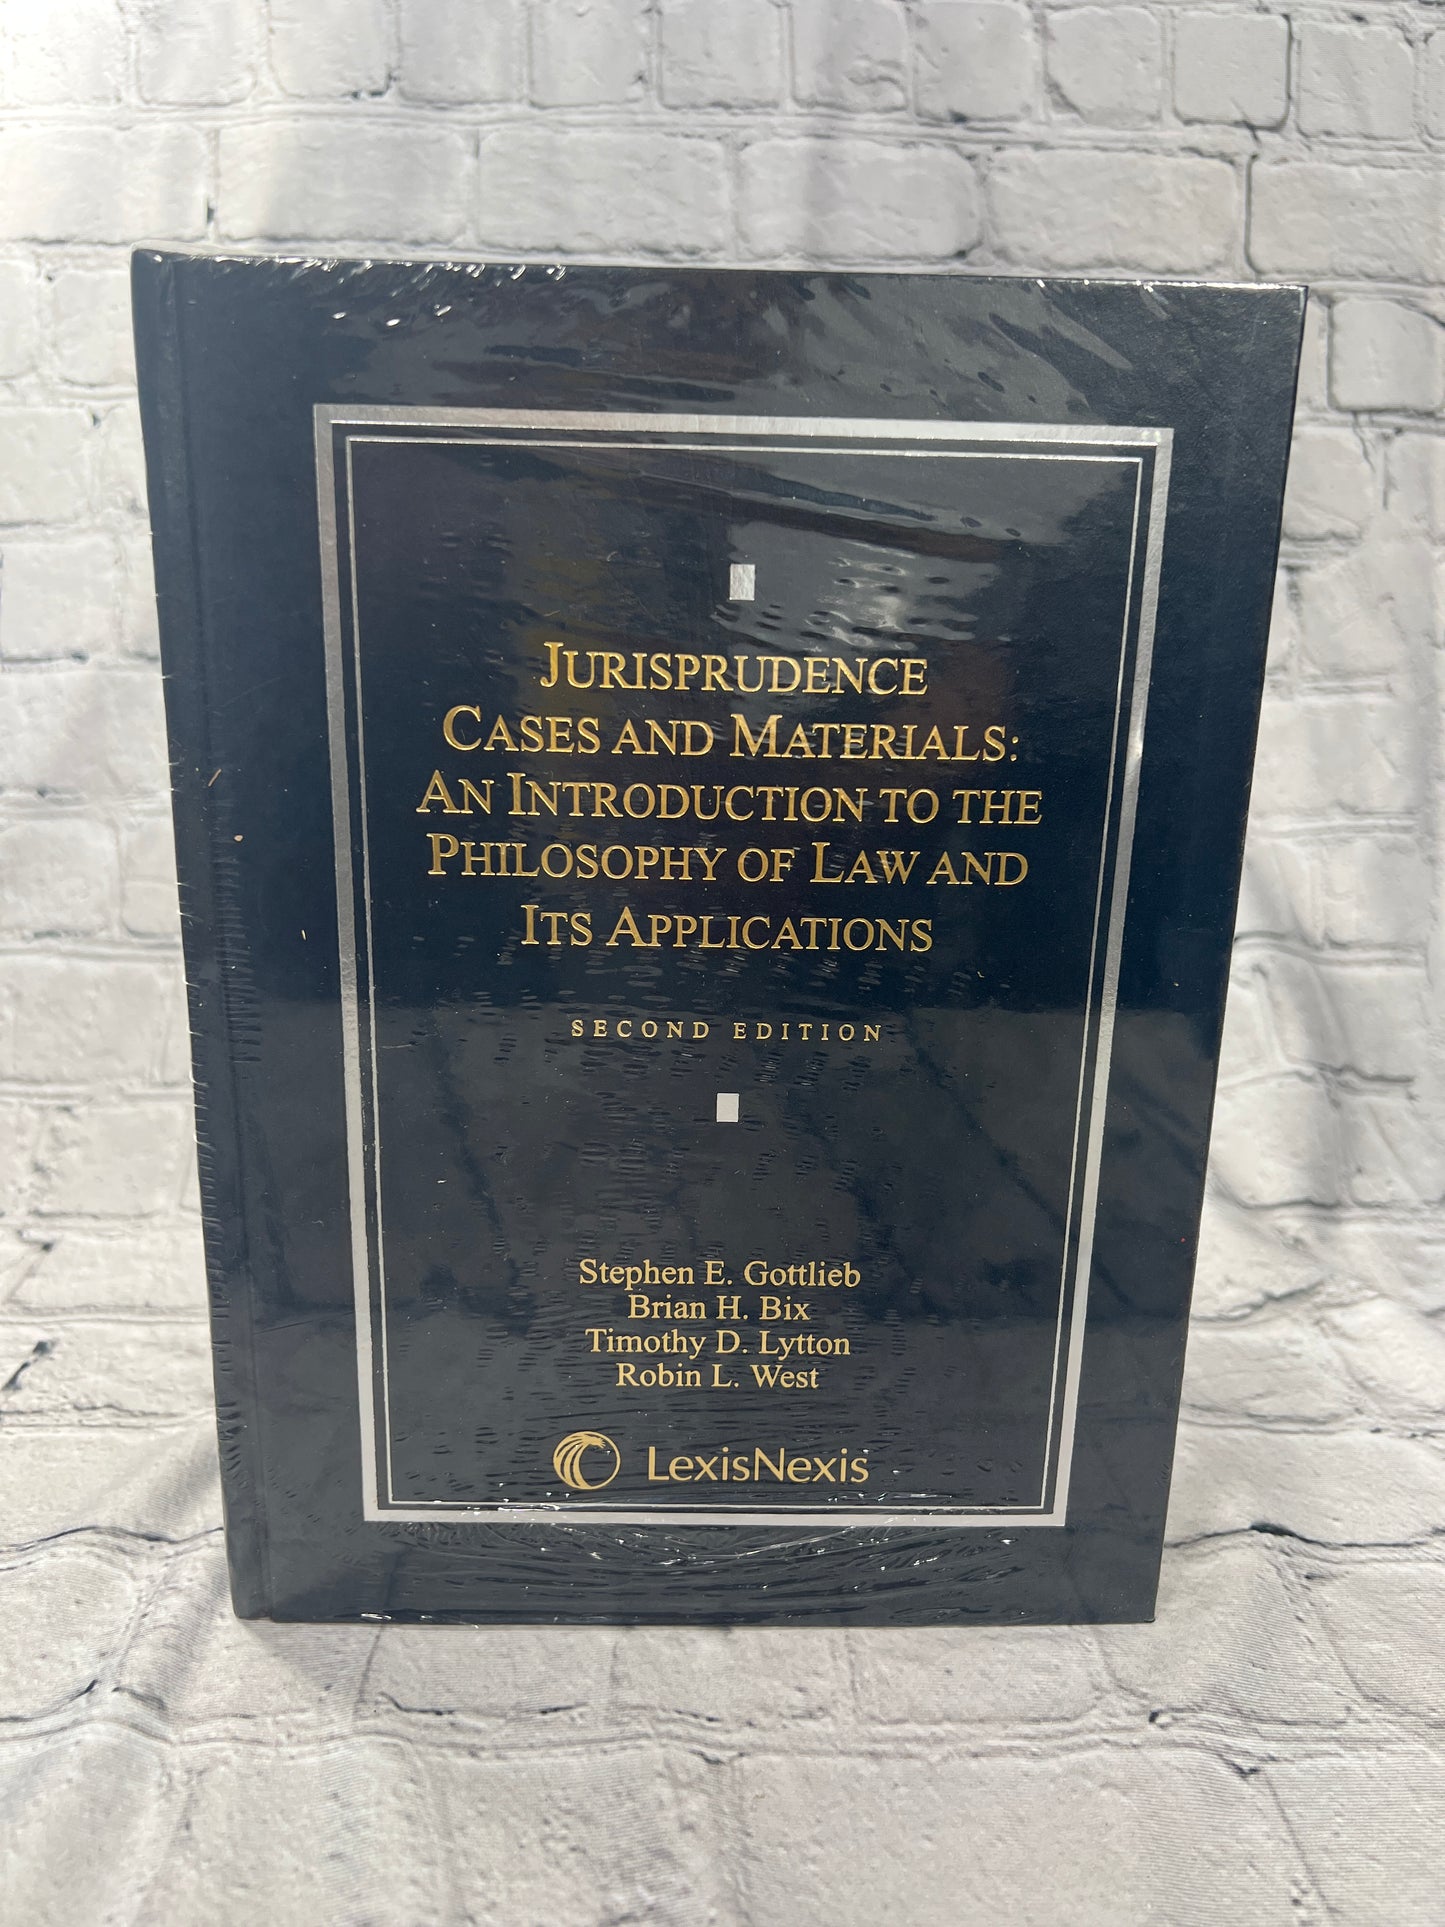 JURISPRUDENCE
CASES AND MATERIALS:
AN INTRODUCTION TO THE
PHILOSOPHY OF LAW AND
ITS APPLICATIONS
SECOND EDITION
Stephen E. Gottlieb
Brian H. Bix
Timothy D. Lytton
Robin L. West
LexisNexis